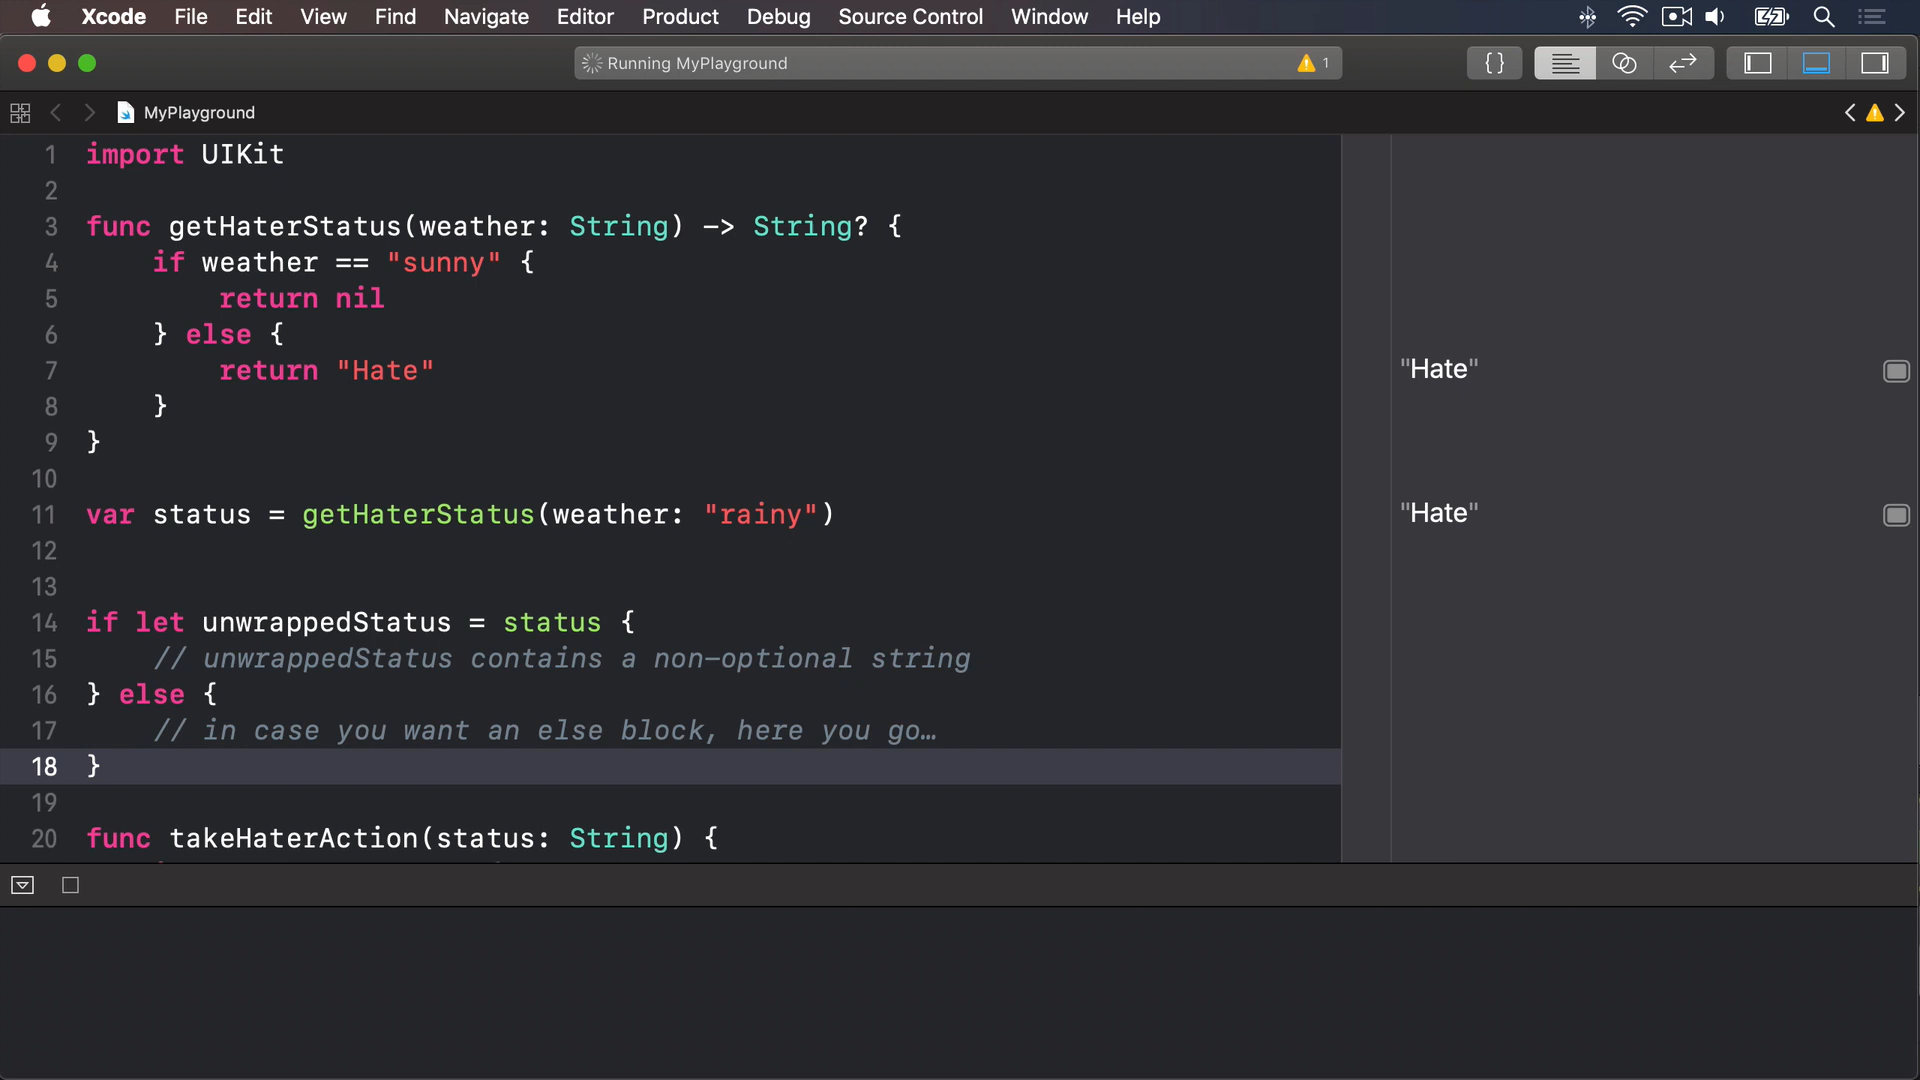 Xcode File Edit View Find Navigate Editor Product Debug Source Control Window Help
Running MyPlayground 1
{}
MyPlayground
1 import UIKit
2
3 func getHaterStatus(weather: String) -> String? {
4 if weather == "sunny" {
5 return nil
6 } else {
7 return "Hate" "Hate"
8 }
9 }
10
11 var status = getHaterStatus(weather: "rainy") "Hate"
12
13
14 if let unwrappedStatus = status {
15 // unwrappedStatus contains a non-optional string
16 } else {
17 // in case you want an else block, here you go…
18 }
19
20 func takeHaterAction(status: String) {